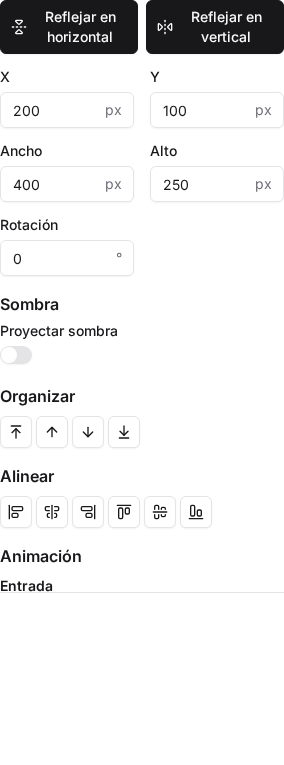 Reflejar en
horizontal
Reflejar en
vertical
X
Y
200 px
100 px
Ancho
Alto
400 px
250 px
Rotación
0 °
Sombra
Proyectar sombra
Organizar
Alinear
Animación
Entrada